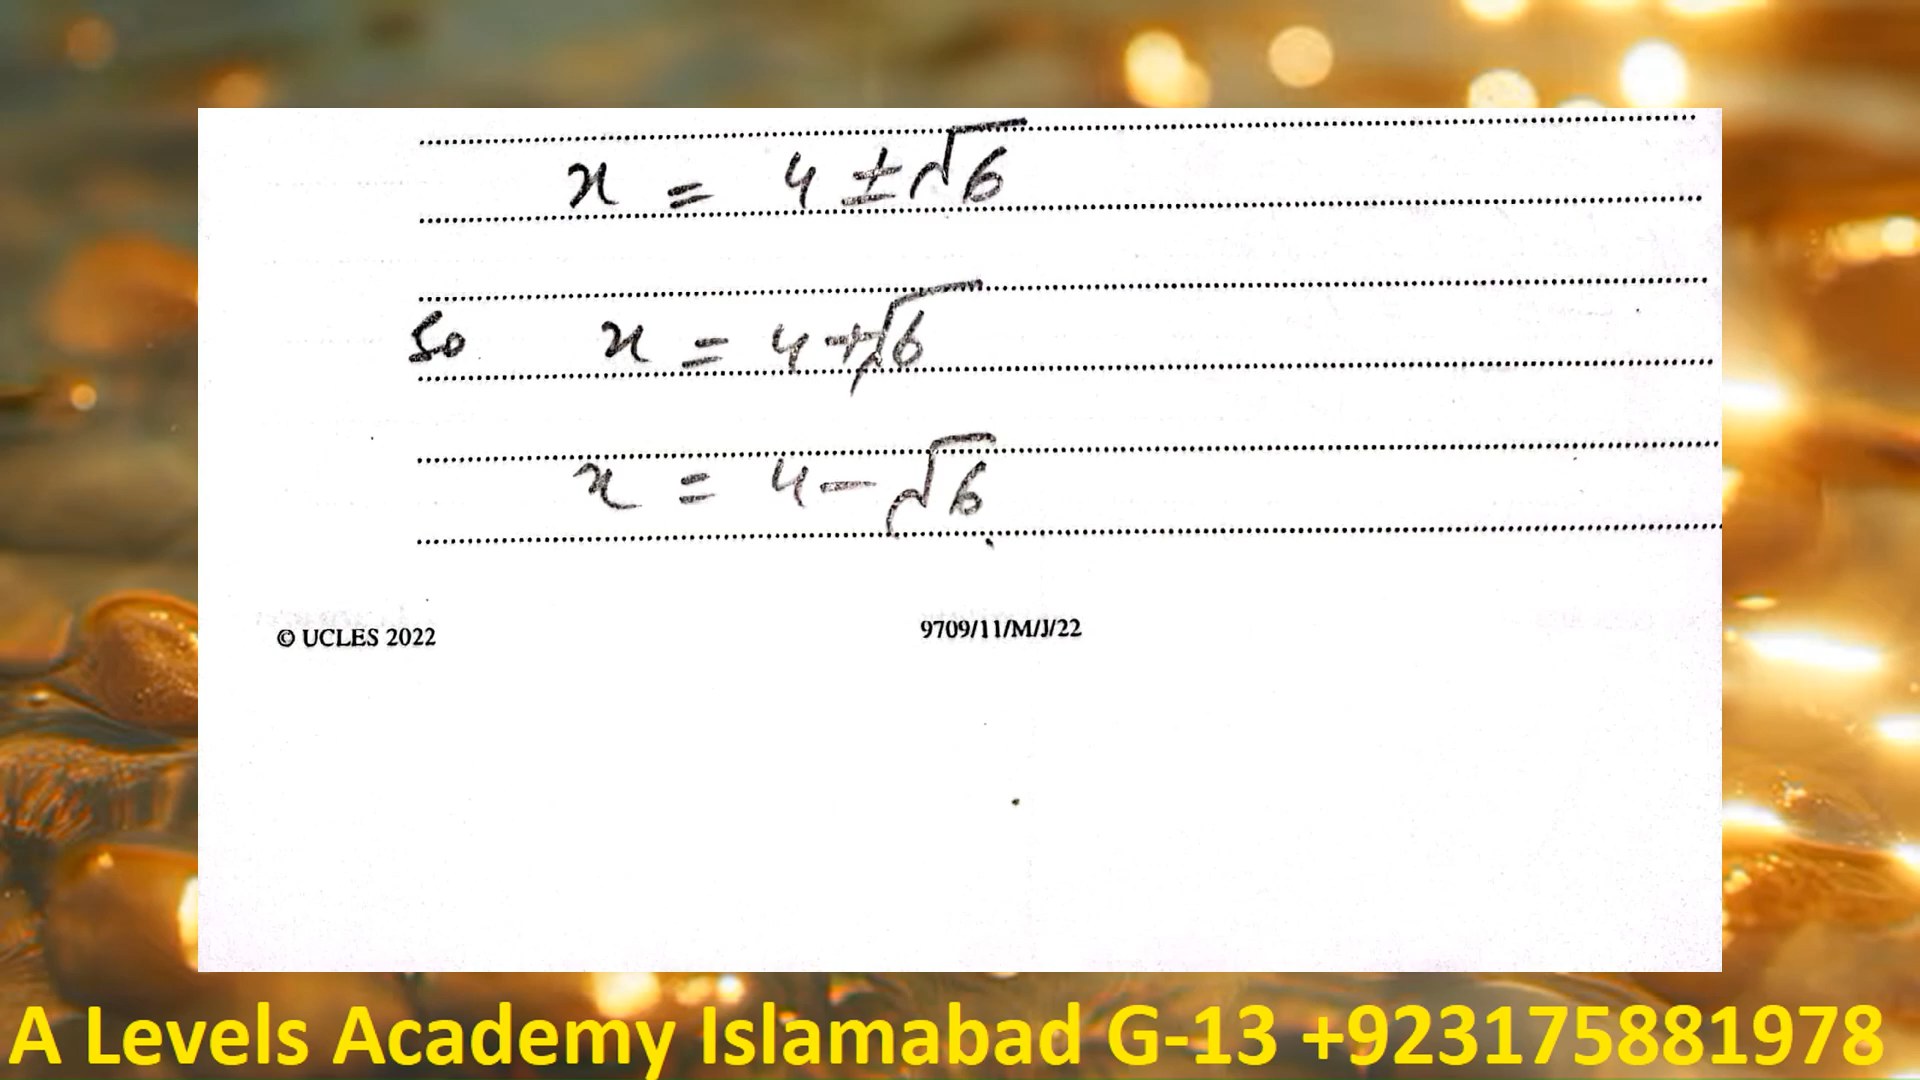 x = 4 ± √6
So x = 4 + √6
x = 4 - √6
© UCLES 2022 9709/11/M/J/22
A Levels Academy Islamabad G-13 +923175881978